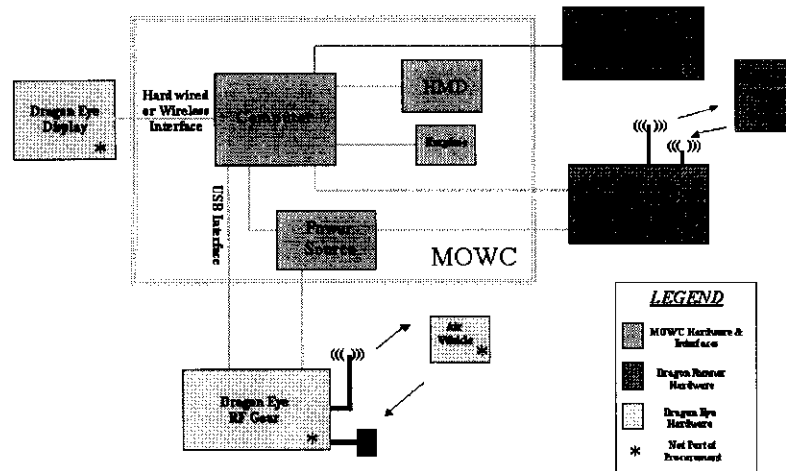 Dragon Eye
Display
*
Hard wired
or Wireless
Interface
Computer
HMD
Engine
USB Interface
Power
Source
MOWC
Air
Vehicle
*
Dragon Eye
RF Gear
*
LEGEND
MOWC Hardware &
Interfaces
Dragon Runner
Hardware
Dragon Eye
Hardware
*
Not Part of
Procurement